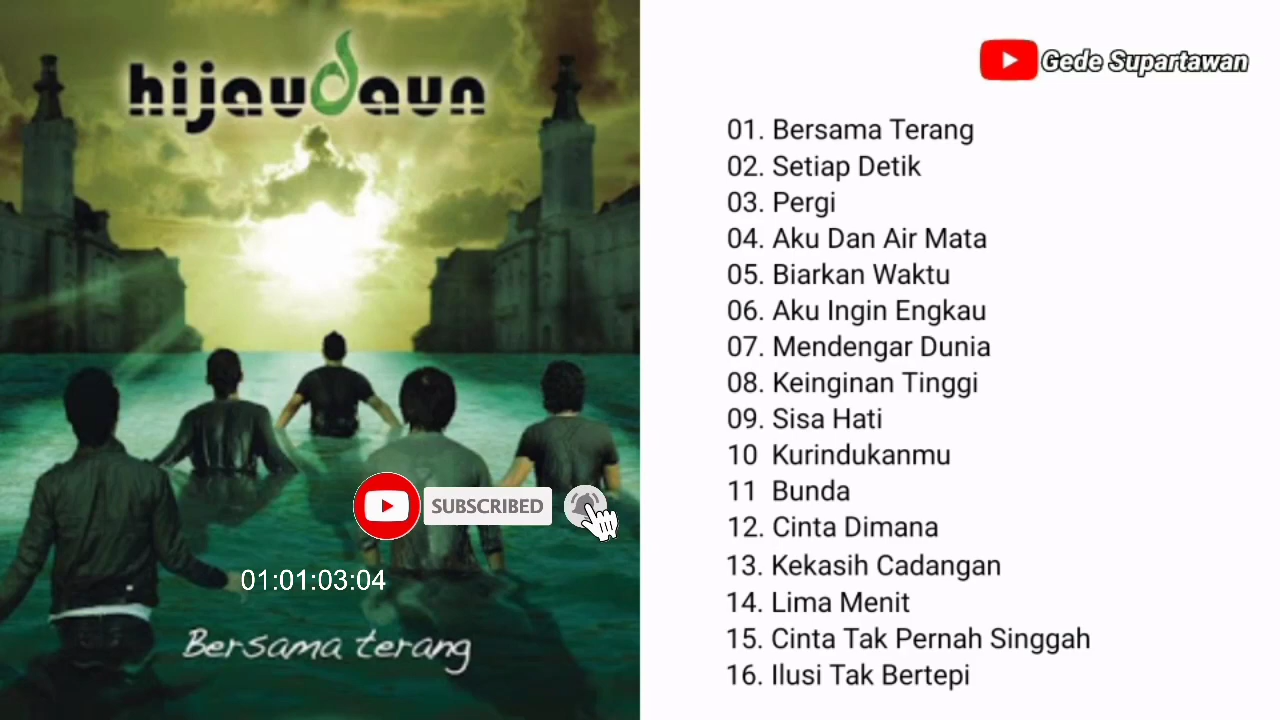 hijaudaun
SUBSCRIBED
01:01:03:04
Bersama terang
Gede Supartawan
01. Bersama Terang
02. Setiap Detik
03. Pergi
04. Aku Dan Air Mata
05. Biarkan Waktu
06. Aku Ingin Engkau
07. Mendengar Dunia
08. Keinginan Tinggi
09. Sisa Hati
10 Kurindukanmu
11 Bunda
12. Cinta Dimana
13. Kekasih Cadangan
14. Lima Menit
15. Cinta Tak Pernah Singgah
16. Ilusi Tak Bertepi